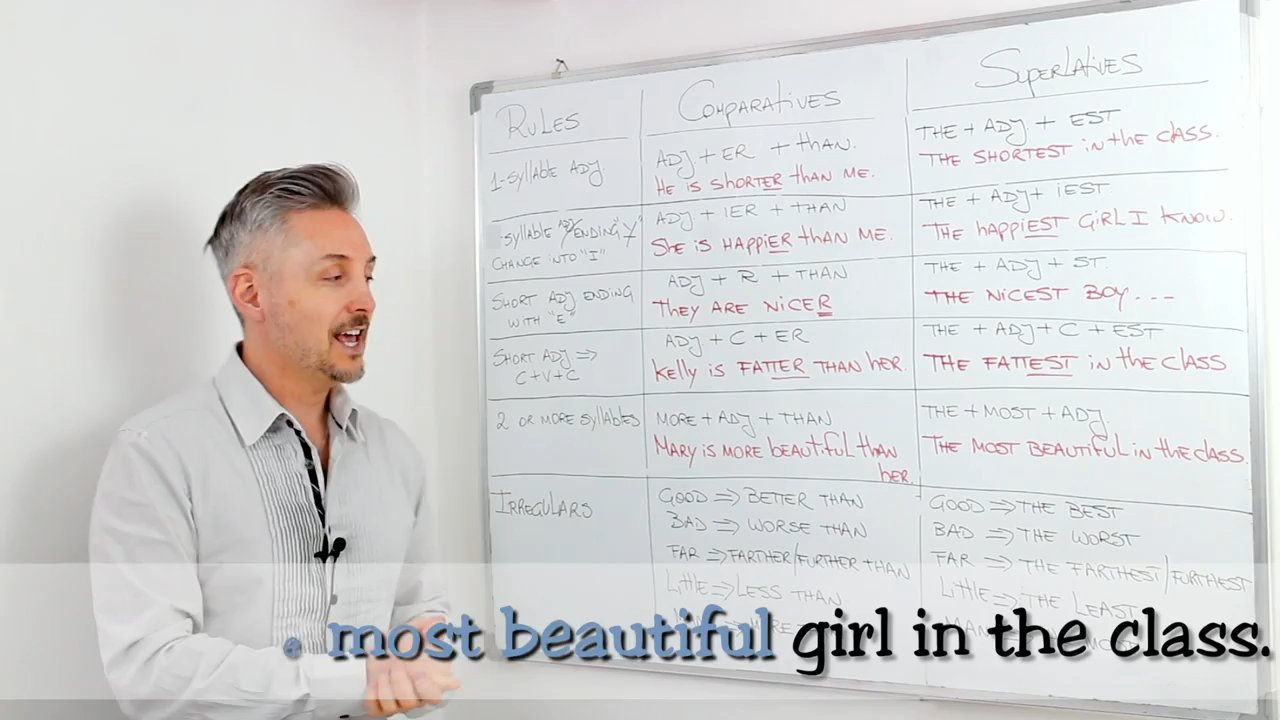 RULES
COMPARATIVES
SUPERLATIVES
1-SYLLABLE ADJ.
ADJ + ER + THAN.
HE IS SHORTER THAN ME.
THE + ADJ + EST
THE SHORTEST in the class.
-SYLLABLE ADJ ENDING "Y"
CHANGE INTO "I"
ADJ + IER + THAN
She is HAPPIER than ME.
THE + ADJ + IEST
THE happiEST GIRL I KNOW.
SHORT ADJ ENDING
WITH "E"
ADJ + R + THAN
They ARE NICER
THE + ADJ + ST.
THE NICEST BOY...
SHORT ADJ ⇒
C+V+C
ADJ + C + ER
Kelly is FATTER THAN HER.
THE + ADJ + C + EST
THE FATTEST in the class
2 OR MORE SYLLABLES
MORE + ADJ + THAN
MARY is MORE beautiful than
her.
THE + MOST + ADJ
THE MOST BEAUTIFUL in the class.
IRREGULARS
GOOD ⇒ BETTER THAN
BAD ⇒ WORSE THAN
FAR ⇒ FARTHER/FURTHER THAN
Little ⇒ LESS THAN
GOOD ⇒ THE BEST
BAD ⇒ THE WORST
FAR ⇒ THE FARTHEST/FURTHEST
Little ⇒ THE LEAST
most beautiful girl in the class.